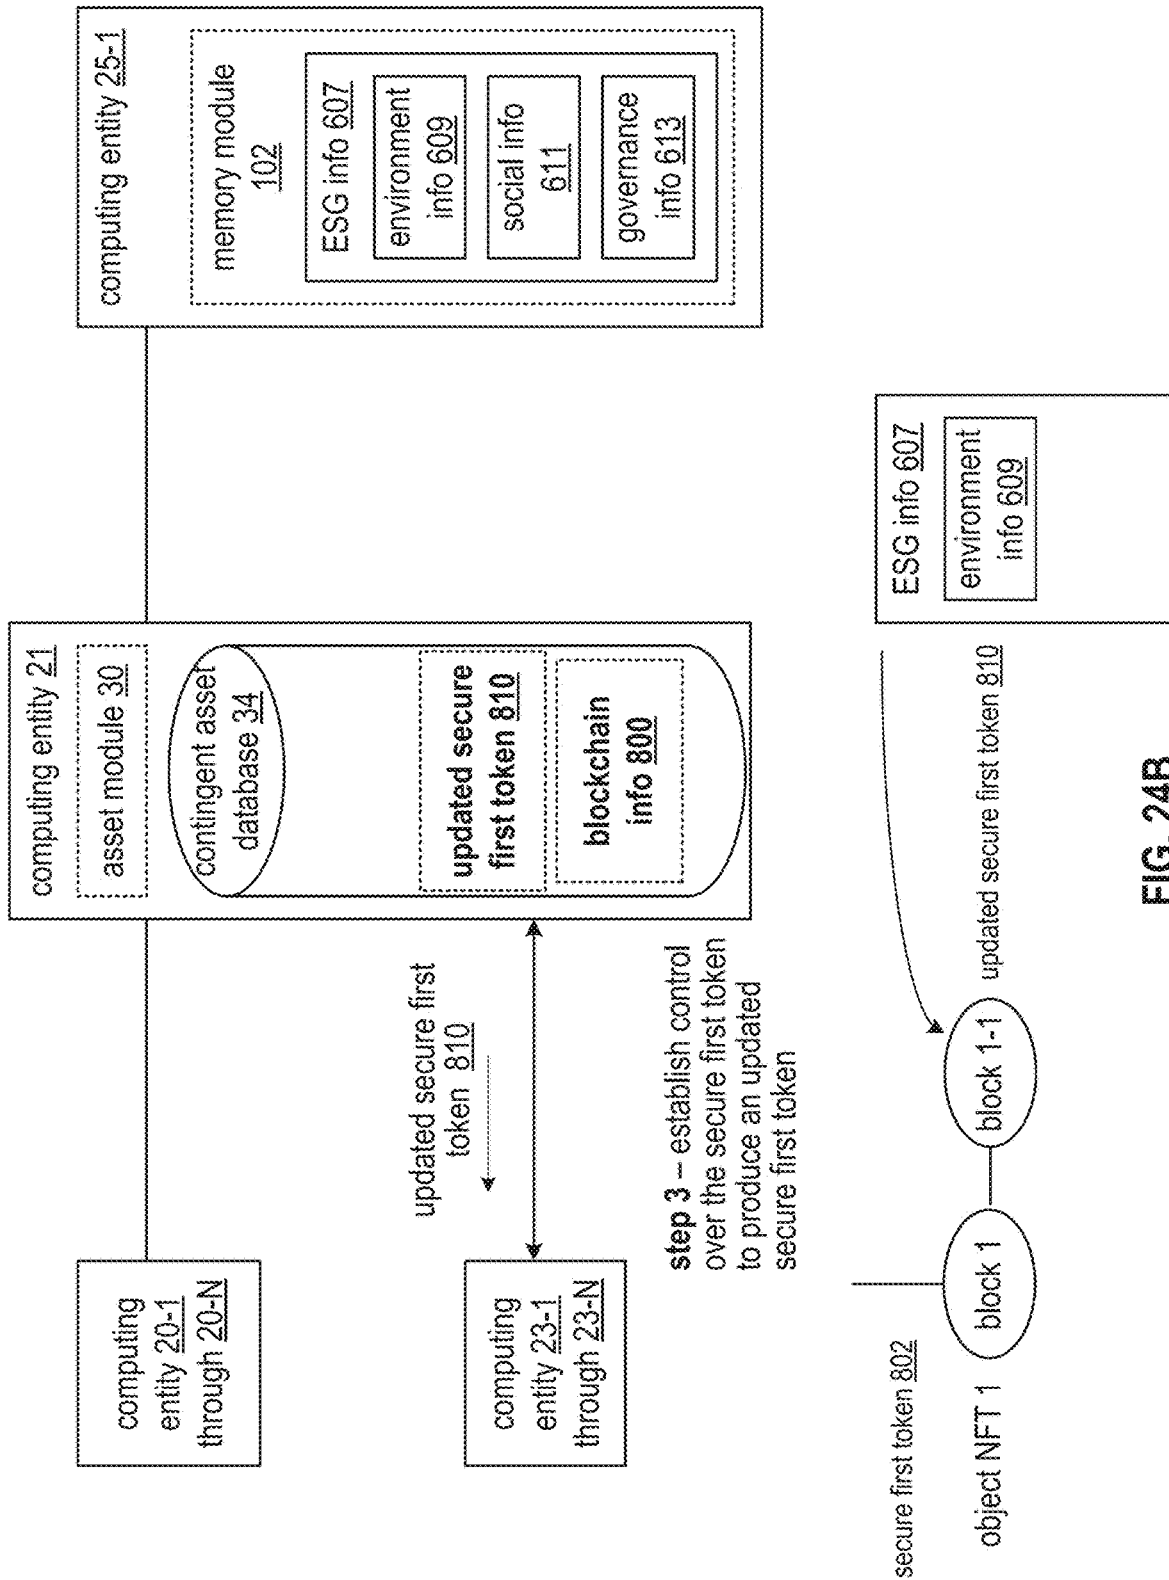 computing
entity 20-1
through 20-N
computing entity 21
asset module 30
contingent asset
database 34
updated secure
first token 810
blockchain
info 800
computing entity 25-1
memory module
102
ESG info 607
environment
info 609
social info
611
governance
info 613
updated secure first
token 810
computing
entity 23-1
through 23-N
step 3 – establish control
over the secure first token
to produce an updated
secure first token
secure first token 802
object NFT 1
block 1
block 1-1
updated secure first token 810
ESG info 607
environment
info 609
FIG. 24B